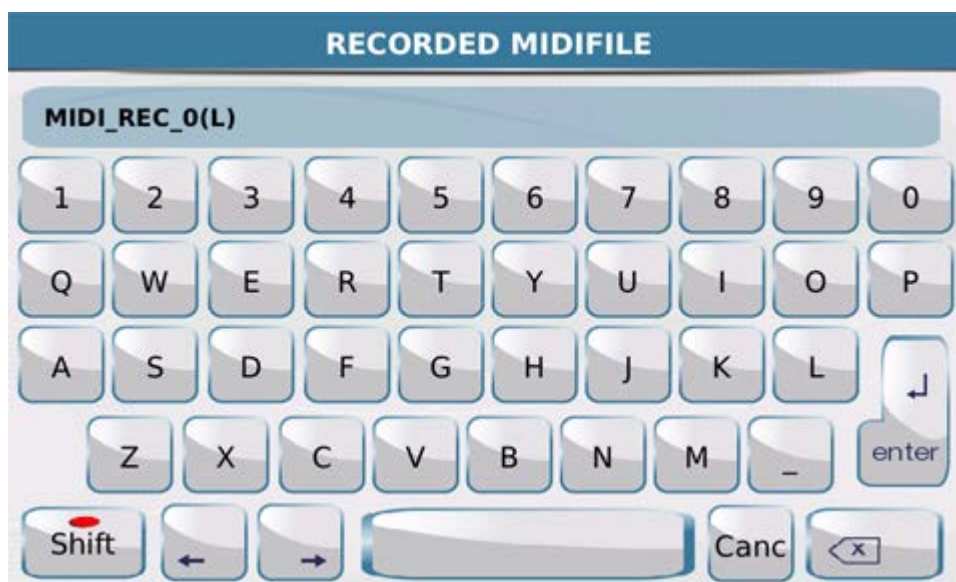 RECORDED MIDIFILE
MIDI_REC_0(L)
1 2 3 4 5 6 7 8 9 0
Q W E R T Y U I O P
A S D F G H J K L
Z X C V B N M _ enter
Shift ← → Canc x